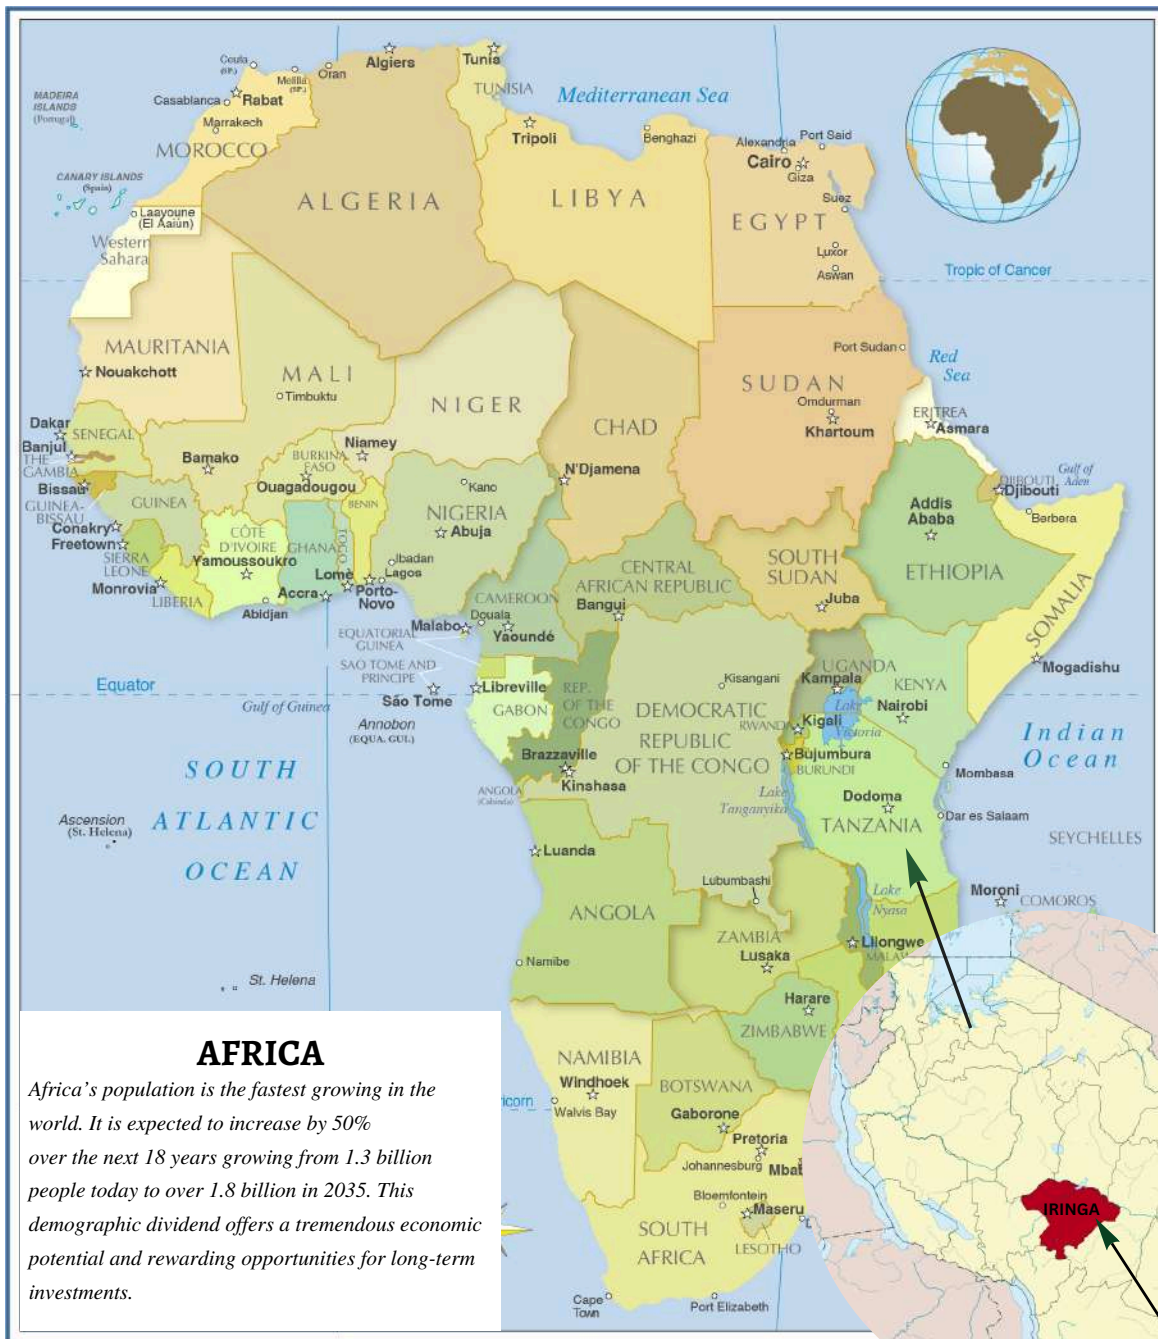 Ceuta
(SP.)
Melilla
(SP.)
Oran
Algiers
Tunis
TUNISIA
Mediterranean Sea
MADEIRA
ISLANDS
(Portugal)
Casablanca
Rabat
Marrakech
MOROCCO
Tripoli
Benghazi
Alexandria
Port Said
Cairo
Giza
Suez
CANARY ISLANDS
(Spain)
Laayoune
(El Aaiún)
Western
Sahara
ALGERIA
LIBYA
EGYPT
Luxor
Aswan
Tropic of Cancer
MAURITANIA
Nouakchott
MALI
Timbuktu
NIGER
CHAD
SUDAN
Port Sudan
Omdurman
Khartoum
Red
Sea
ERITREA
Asmara
Dakar
SENEGAL
Banjul
THE
GAMBIA
Bissau
GUINEA-
BISSAU
Bamako
BURKINA
FASO
Ouagadougou
Niamey
N'Djamena
Kano
NIGERIA
Abuja
BENIN
GUINEA
Conakry
Freetown
SIERRA
LEONE
Monrovia
LIBERIA
CÔTE
D'IVOIRE
Yamoussoukro
Abidjan
GHANA
Accra
TOGO
Lomé
Porto-
Novo
Ibadan
Lagos
DJIBOUTI
Djibouti
Gulf of
Aden
Berbera
Addis
Ababa
ETHIOPIA
SOMALIA
Mogadishu
SOUTH
SUDAN
Juba
CENTRAL
AFRICAN REPUBLIC
Bangui
CAMEROON
Douala
Yaoundé
Malabo
EQUATORIAL
GUINEA
SAO TOME AND
PRINCIPE
São Tome
Annobon
(EQUA. GUI.)
Equator
Gulf of Guinea
Libreville
GABON
REP.
OF THE
CONGO
Brazzaville
Kinshasa
Kisangani
DEMOCRATIC
REPUBLIC
OF THE CONGO
UGANDA
Kampala
KENYA
Nairobi
Lake
Victoria
RWANDA
Kigali
Bujumbura
BURUNDI
Lake
Tanganyika
Mombasa
Dodoma
TANZANIA
Dar es Salaam
Indian
Ocean
SEYCHELLES
SOUTH
ATLANTIC
OCEAN
Ascension
(St. Helena)
ANGOLA
(Cabinda)
Luanda
ANGOLA
Namibe
Lubumbashi
ZAMBIA
Lusaka
Lake
Nyasa
Lilongwe
MALAW
Moroni
COMOROS
St. Helena
Harare
ZIMBABWE
NAMIBIA
Windhoek
Walvis Bay
ricorn
BOTSWANA
Gaborone
Pretoria
Johannesburg
Mbab
Bloemfontein
Maseru
LESOTHO
SOUTH
AFRICA
Cape
Town
Port Elizabeth
IRINGA
AFRICA
Africa's population is the fastest growing in the
world. It is expected to increase by 50%
over the next 18 years growing from 1.3 billion
people today to over 1.8 billion in 2035. This
demographic dividend offers a tremendous economic
potential and rewarding opportunities for long-term
investments.